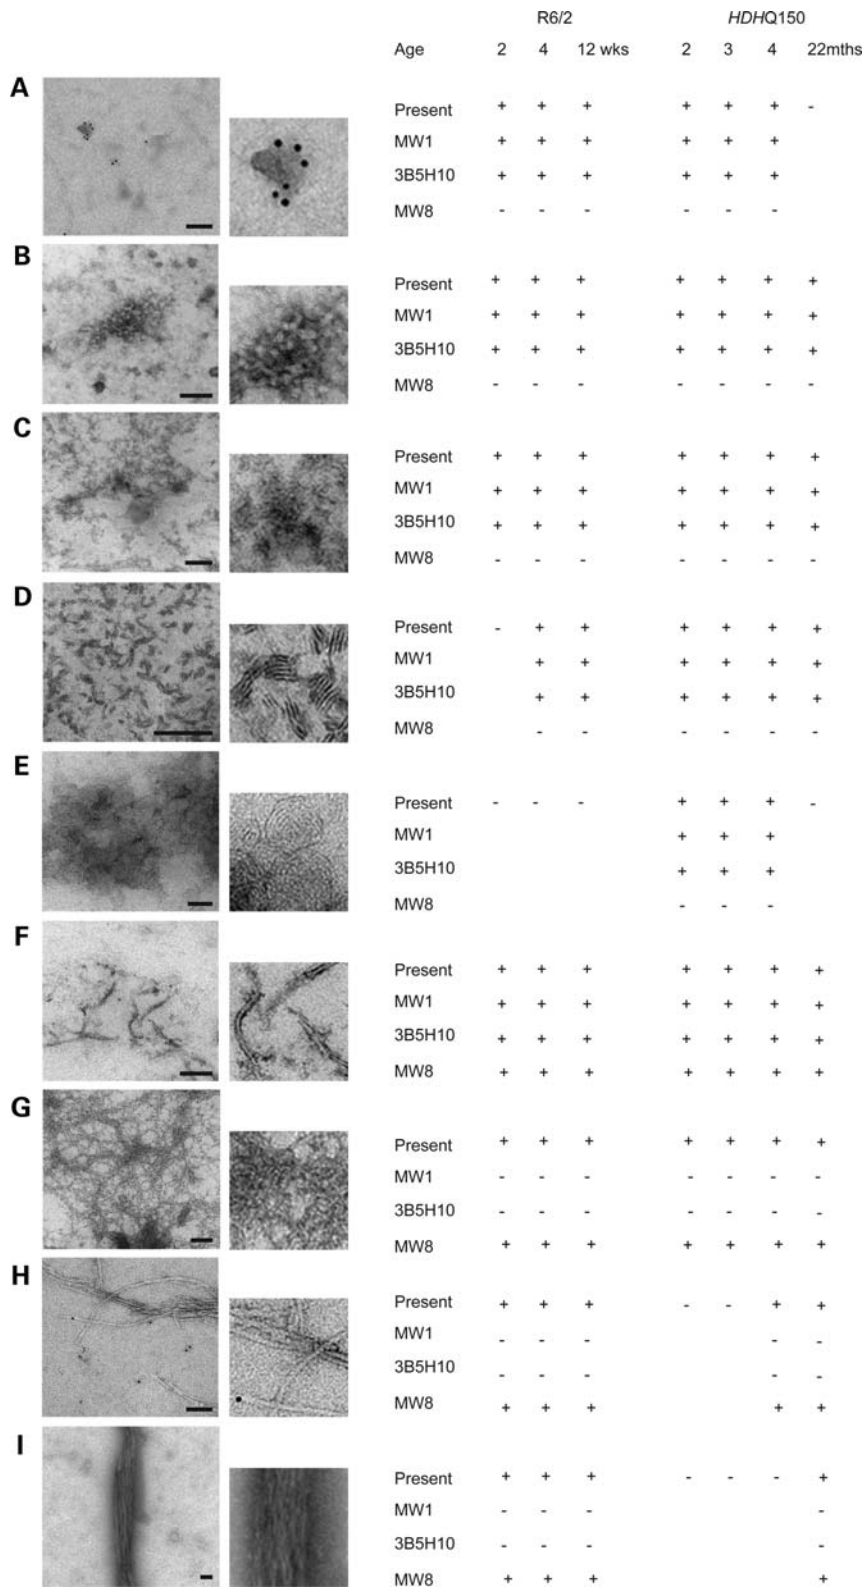 R6/2 HDHQ150
Age 2 4 12 wks 2 3 4 22mths
A
Present + + + + + + -
MW1 + + + + + +
3B5H10 + + + + + +
MW8 - - - - - -
B
Present + + + + + + +
MW1 + + + + + + +
3B5H10 + + + + + + +
MW8 - - - - - - -
C
Present + + + + + + +
MW1 + + + + + + +
3B5H10 + + + + + + +
MW8 - - - - - - -
D
Present - + + + + + +
MW1 + + + + + +
3B5H10 + + + + + +
MW8 - - - - - -
E
Present - - - + + + -
MW1 + + +
3B5H10 + + +
MW8 - - -
F
Present + + + + + + +
MW1 + + + + + + +
3B5H10 + + + + + + +
MW8 + + + + + + +
G
Present + + + + + + +
MW1 - - - - - - -
3B5H10 - - - - - - -
MW8 + + + + + + +
H
Present + + + - - + +
MW1 - - - - -
3B5H10 - - - - -
MW8 + + + + +
I
Present + + + - - - +
MW1 - - - -
3B5H10 - - - -
MW8 + + + +